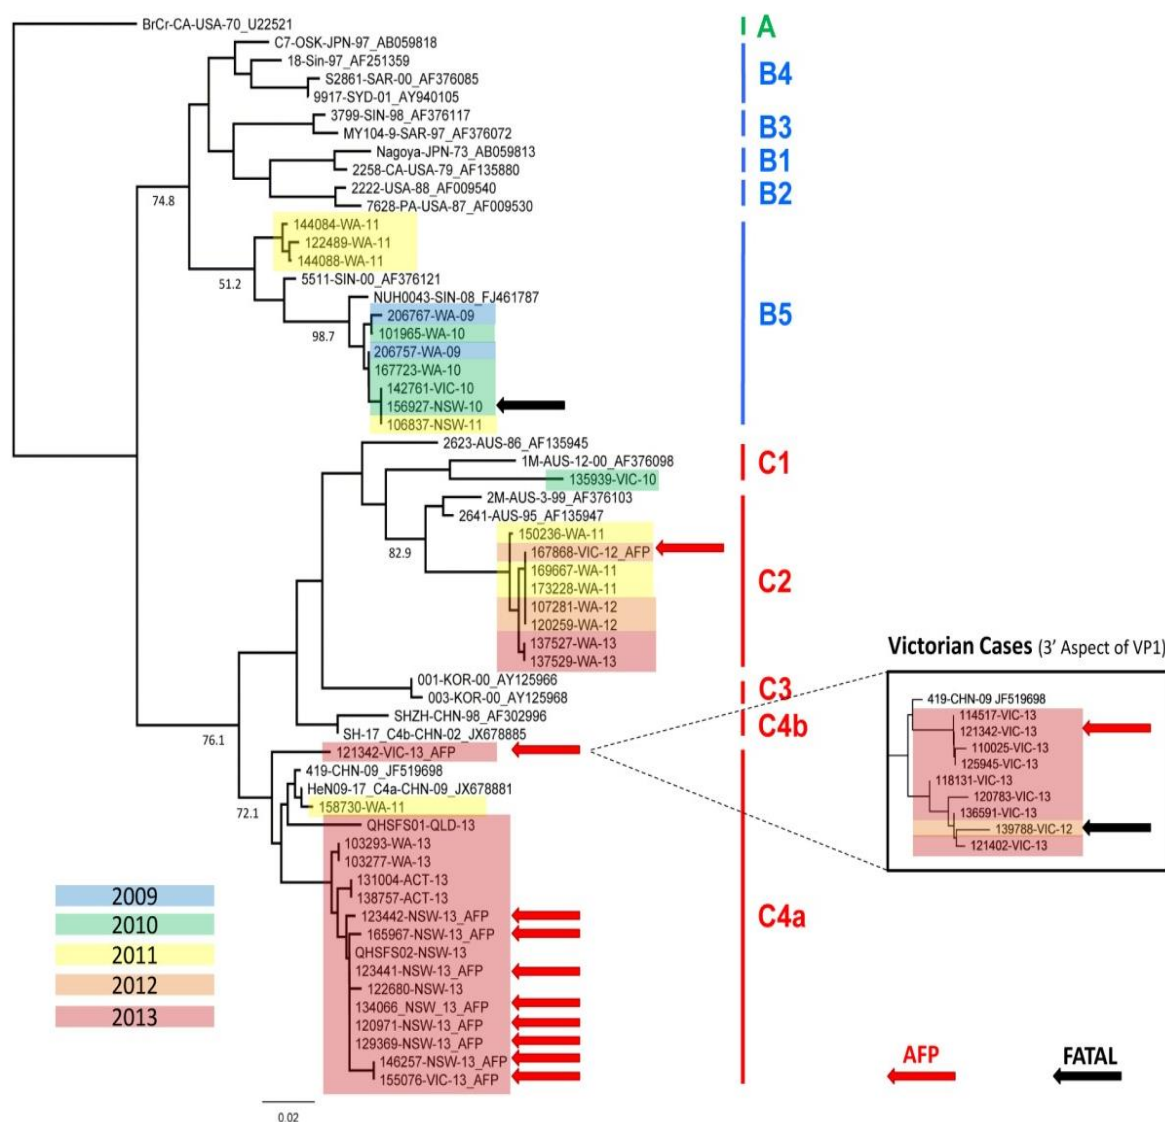 BrCr-CA-USA-70_U22521
A
C7-OSK-JPN-97_AB059818
18-Sin-97_AF251359
S2861-SAR-00_AF376085
9917-SYD-01_AY940105
B4
3799-SIN-98_AF376117
MY104-9-SAR-97_AF376072
B3
Nagoya-JPN-73_AB059813
2258-CA-USA-79_AF135880
B1
2222-USA-88_AF009540
7628-PA-USA-87_AF009530
B2
74.8
144084-WA-11
122489-WA-11
144088-WA-11
51.2
5511-SIN-00_AF376121
NUH0043-SIN-08_FJ461787
206767-WA-09
101965-WA-10
98.7
206757-WA-09
167723-WA-10
142761-VIC-10
156927-NSW-10
106837-NSW-11
B5
2623-AUS-86_AF135945
1M-AUS-12-00_AF376098
135939-VIC-10
C1
2M-AUS-3-99_AF376103
2641-AUS-95_AF135947
82.9
150236-WA-11
167868-VIC-12_AFP
169667-WA-11
173228-WA-11
107281-WA-12
120259-WA-12
137527-WA-13
137529-WA-13
C2
001-KOR-00_AY125966
003-KOR-00_AY125968
C3
SHZH-CHN-98_AF302996
SH-17_C4b-CHN-02_JX678885
C4b
76.1
121342-VIC-13_AFP
419-CHN-09_JF519698
HeN09-17_C4a-CHN-09_JX678881
158730-WA-11
72.1
QHSFS01-QLD-13
103293-WA-13
103277-WA-13
131004-ACT-13
138757-ACT-13
123442-NSW-13_AFP
165967-NSW-13_AFP
QHSFS02-NSW-13
123441-NSW-13_AFP
122680-NSW-13
134066_NSW_13_AFP
120971-NSW-13_AFP
129369-NSW-13_AFP
146257-NSW-13_AFP
155076-VIC-13_AFP
C4a
0.02
2009
2010
2011
2012
2013
Victorian Cases (3' Aspect of VP1)
419-CHN-09 JF519698
114517-VIC-13
121342-VIC-13
110025-VIC-13
125945-VIC-13
118131-VIC-13
120783-VIC-13
136591-VIC-13
139788-VIC-12
121402-VIC-13
AFP
FATAL